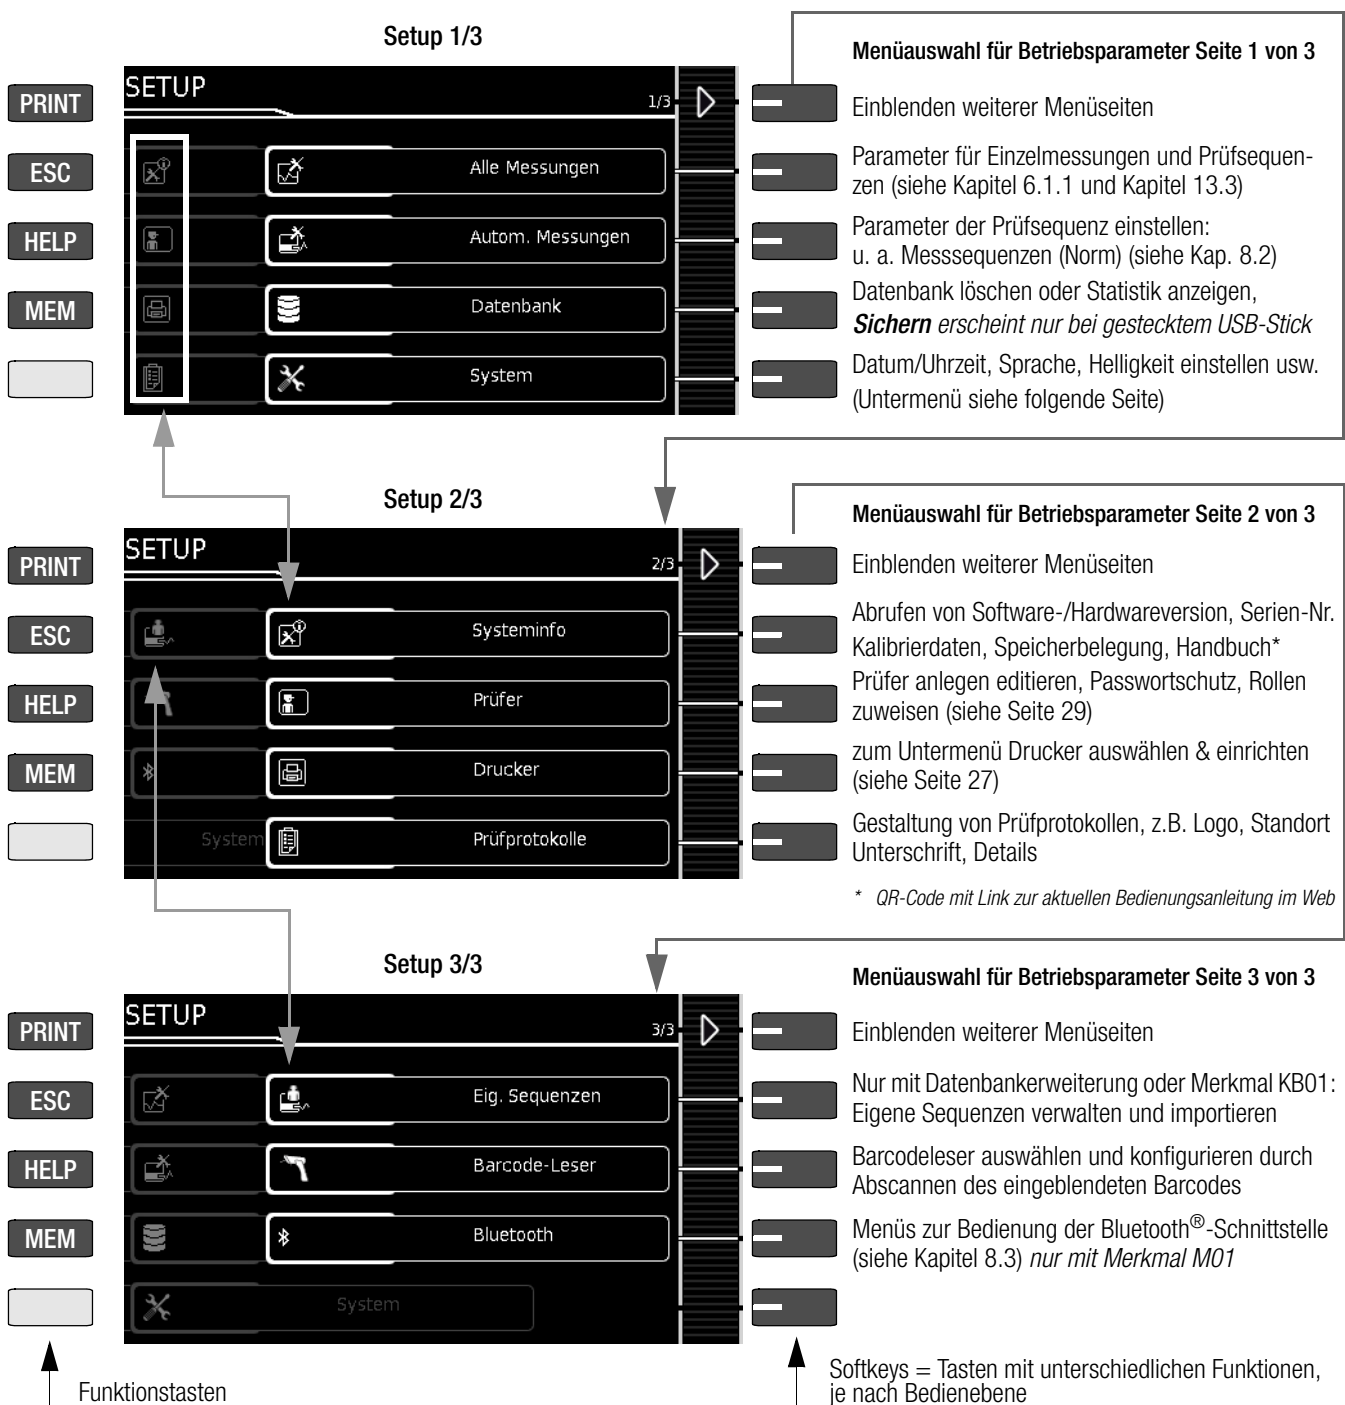 Setup 1/3
Menüauswahl für Betriebsparameter Seite 1 von 3
SETUP
1/3
PRINT
Einblenden weiterer Menüseiten
ESC
Alle Messungen
Parameter für Einzelmessungen und Prüfsequen-
zen (siehe Kapitel 6.1.1 und Kapitel 13.3)
HELP
Autom. Messungen
Parameter der Prüfsequenz einstellen:
u. a. Messsequenzen (Norm) (siehe Kap. 8.2)
MEM
Datenbank
Datenbank löschen oder Statistik anzeigen,
Sichern erscheint nur bei gestecktem USB-Stick
System
Datum/Uhrzeit, Sprache, Helligkeit einstellen usw.
(Untermenü siehe folgende Seite)
Setup 2/3
Menüauswahl für Betriebsparameter Seite 2 von 3
SETUP
2/3
PRINT
Einblenden weiterer Menüseiten
ESC
Systeminfo
Abrufen von Software-/Hardwareversion, Serien-Nr.
Kalibrierdaten, Speicherbelegung, Handbuch*
HELP
Prüfer
Prüfer anlegen editieren, Passwortschutz, Rollen
zuweisen (siehe Seite 29)
MEM
Drucker
zum Untermenü Drucker auswählen & einrichten
(siehe Seite 27)
System
Prüfprotokolle
Gestaltung von Prüfprotokollen, z.B. Logo, Standort
Unterschrift, Details
* QR-Code mit Link zur aktuellen Bedienungsanleitung im Web
Setup 3/3
Menüauswahl für Betriebsparameter Seite 3 von 3
SETUP
3/3
PRINT
Einblenden weiterer Menüseiten
ESC
Eig. Sequenzen
Nur mit Datenbankerweiterung oder Merkmal KB01:
Eigene Sequenzen verwalten und importieren
HELP
Barcode-Leser
Barcodeleser auswählen und konfigurieren durch
Abscannen des eingeblendeten Barcodes
MEM
Bluetooth
Menüs zur Bedienung der Bluetooth®-Schnittstelle
(siehe Kapitel 8.3) nur mit Merkmal M01
System
Funktionstasten
Softkeys = Tasten mit unterschiedlichen Funktionen,
je nach Bedienebene